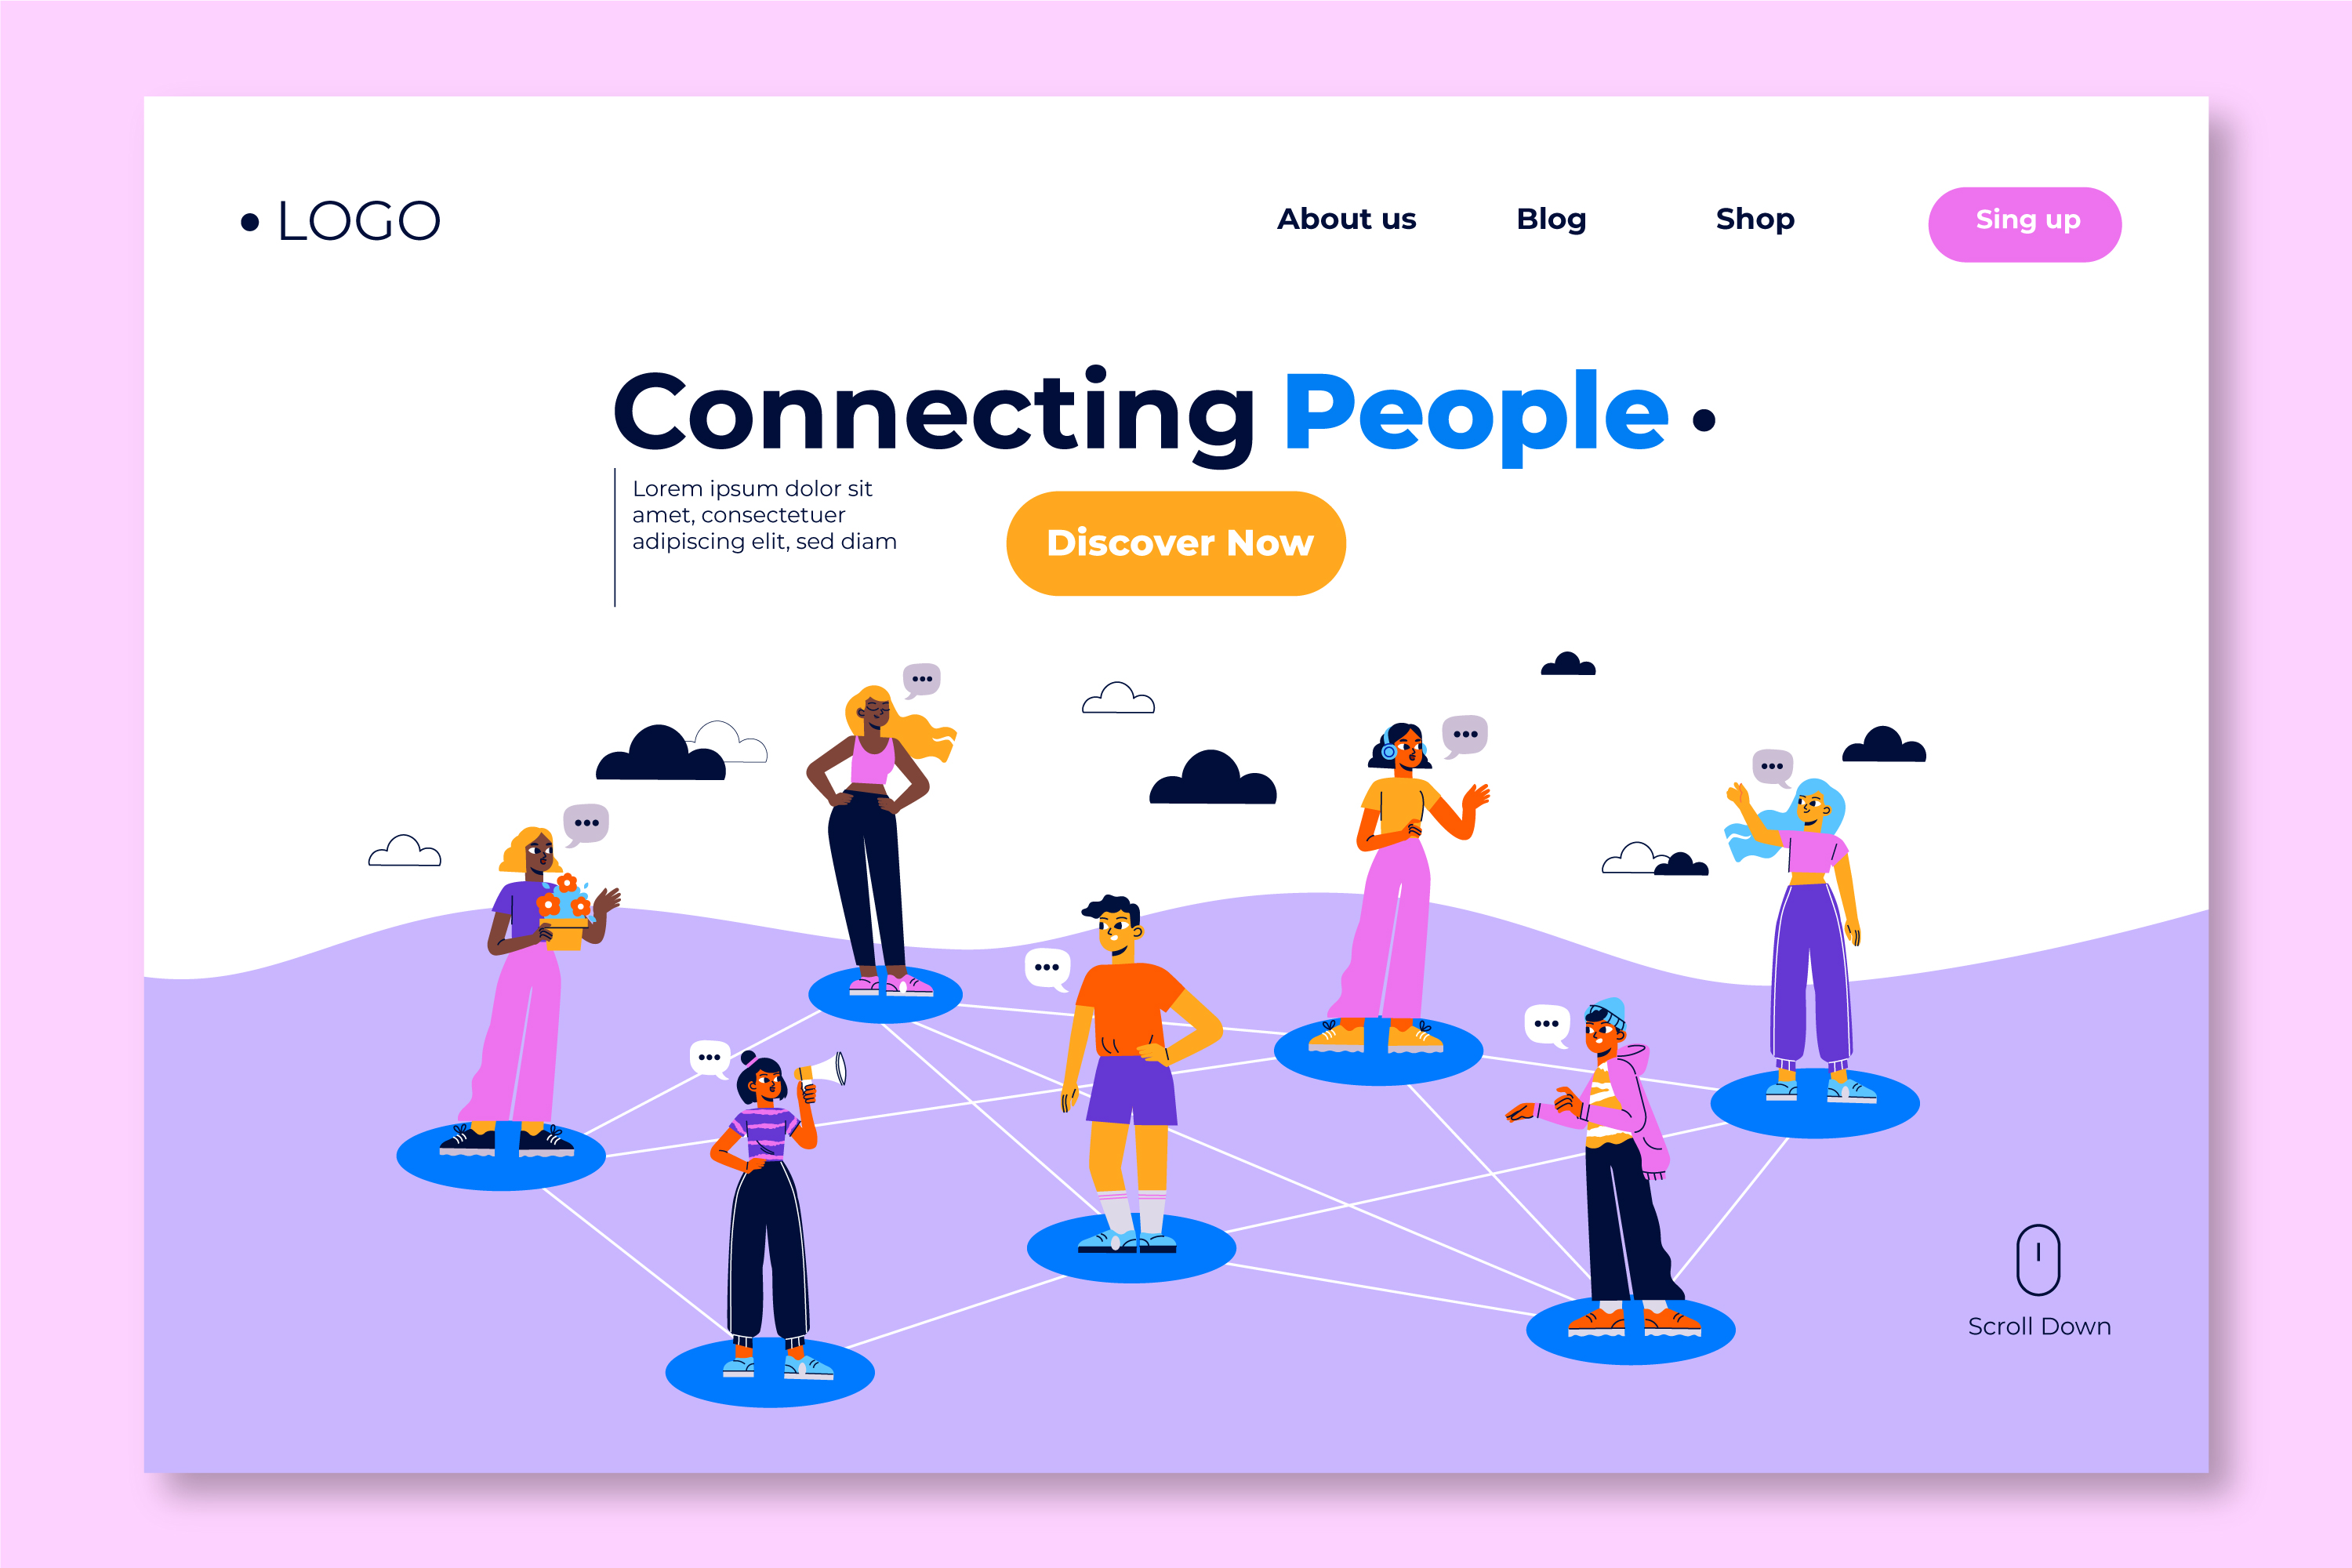 • LOGO
About us
Blog
Shop
Sing up
Connecting People •
Lorem ipsum dolor sit
amet, consectetuer
adipiscing elit, sed diam
Discover Now
Scroll Down